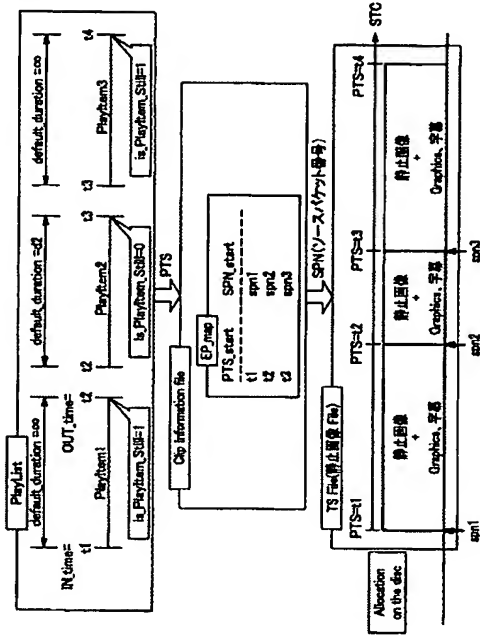 PlayList
default_duration =∞
default_duration =d2
default_duration =∞
IN_time=
OUT_time=
t1
t2
t2
t3
t3
t4
PlayItem1
PlayItem2
PlayItem3
is_PlayItem_Still=1
is_PlayItem_Still=0
is_PlayItem_Still=1
PTS
Clip Information file
EP_map
PTS_start SPN_start
t1 spn1
t2 spn2
t3 spn3
SPN(ソースパケット番号)
TS File(静止画像 File)
PTS=t1
PTS=t2
PTS=t3
PTS=t4
STC
静止画像
+
Graphics、字幕
静止画像
+
Graphics、字幕
静止画像
+
Graphics、字幕
Allocation
on the disc
spn1
spn2
spn3